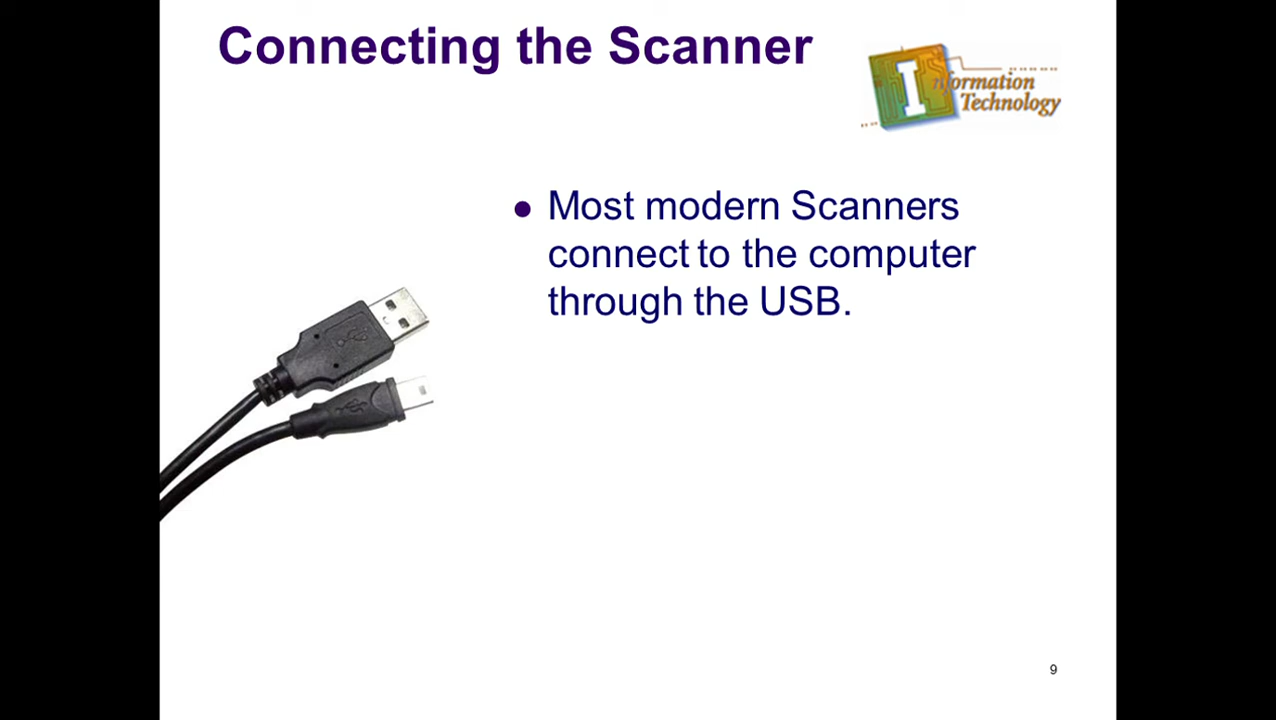 Connecting the Scanner
Information
Technology
● Most modern Scanners
connect to the computer
through the USB.
9